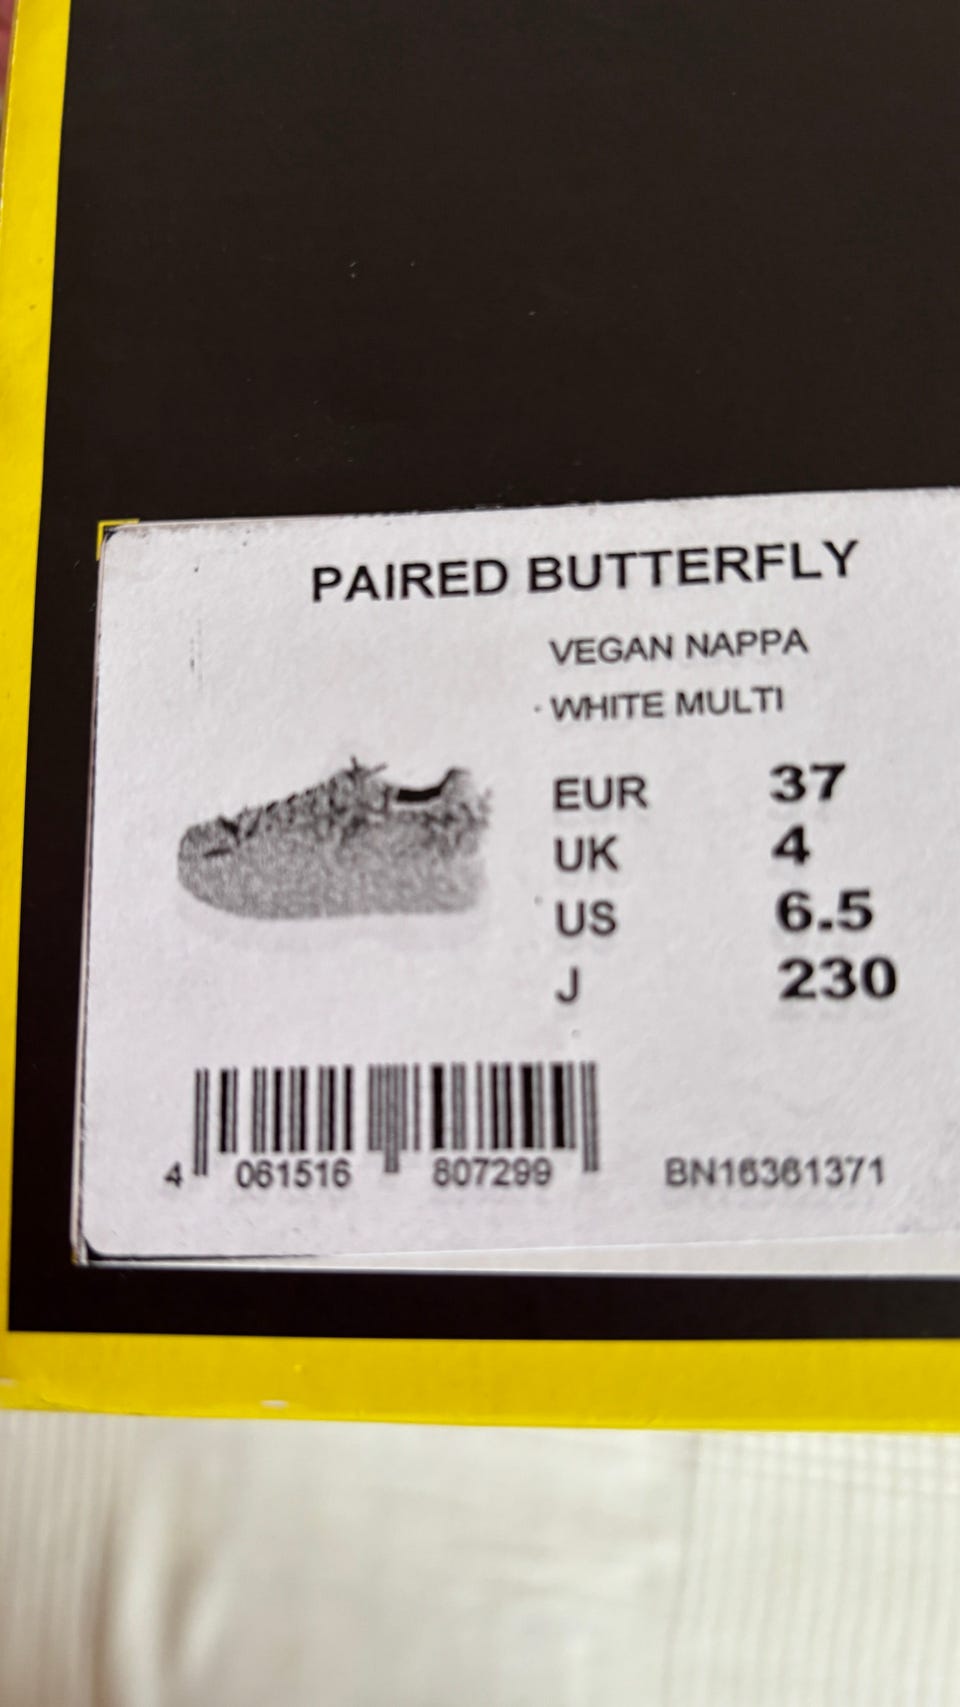 PAIRED BUTTERFLY
VEGAN NAPPA
WHITE MULTI
EUR 37
UK 4
US 6.5
J 230
4 061516 807299
BN16361371